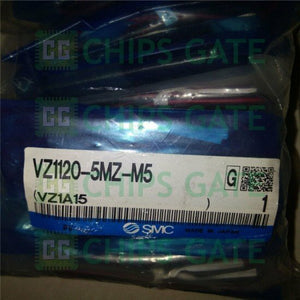 CHIPS GATE
VZ1120-5MZ-M5
(VZ1A15 )
G 1
SMC
MADE IN JAPAN
CHIPS GATE